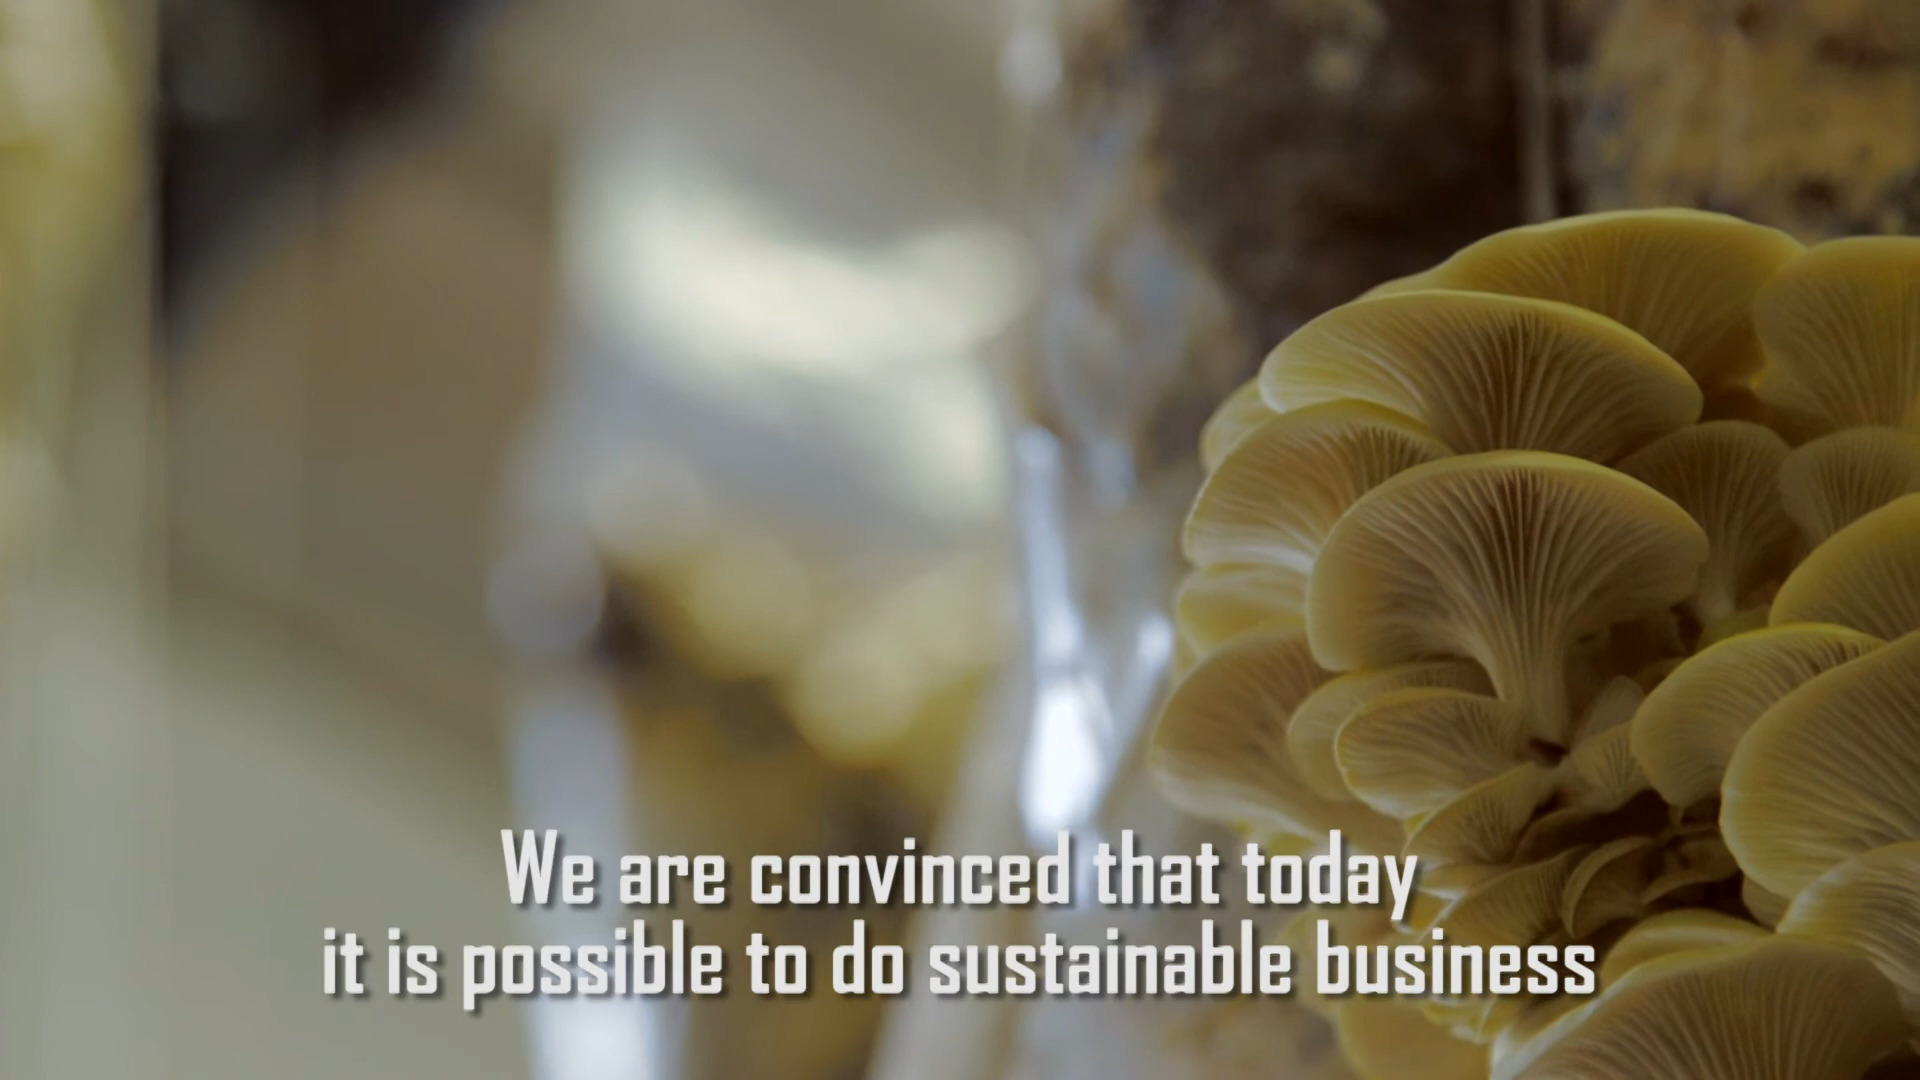 We are convinced that today
it is possible to do sustainable business